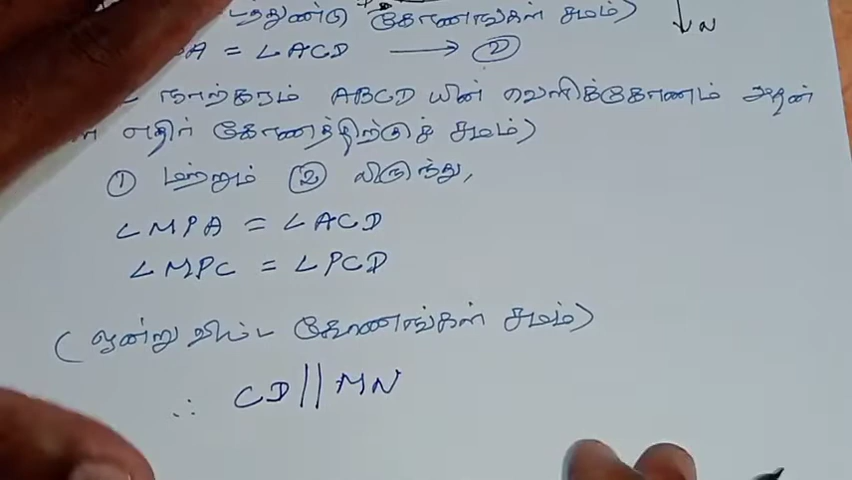 கோணங்கள் சமம்) ↓N
= ∠ACD ⟶ ②
நாற்கரம் ABCD யின் வெளிக்கோணம் அதன்
எதிர் கோணத்திற்குச் சமம்)
① மற்றும் ② லிருந்து,
∠MPA = ∠ACD
∠MPC = ∠PCD
(ஒன்று விட்ட கோணங்கள் சமம்)
∴ CD || MN